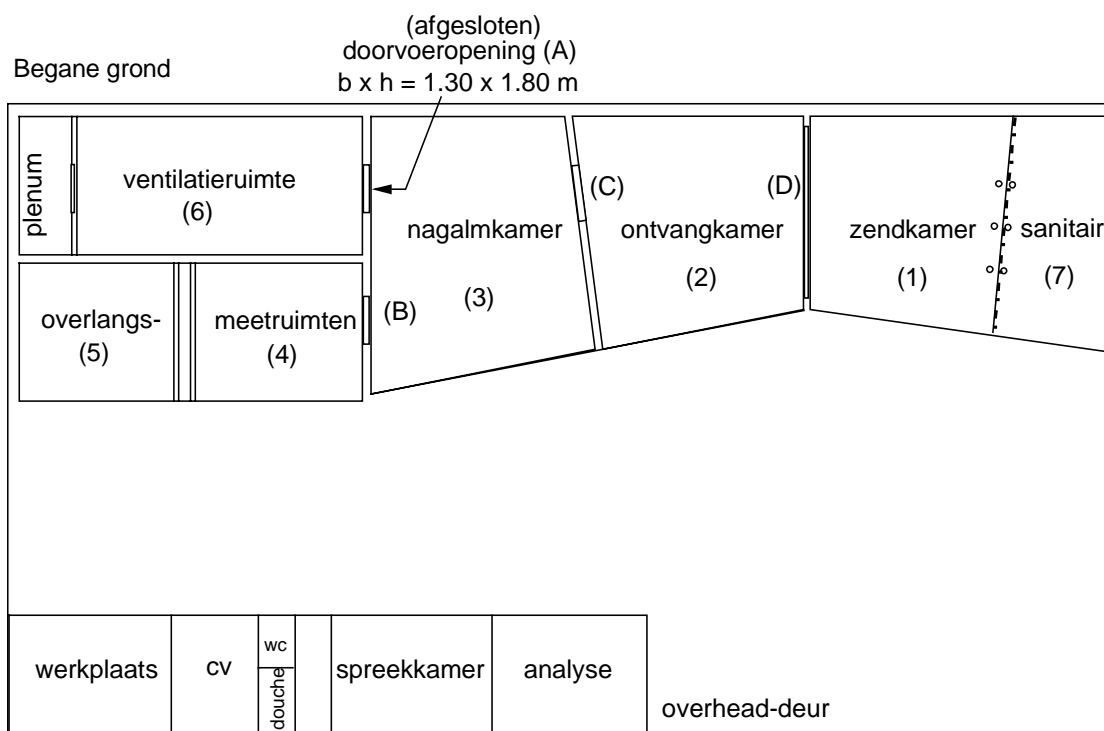 (afgesloten)
doorvoeropening (A)
b x h = 1.30 x 1.80 m
Begane grond
plenum
ventilatieruimte
(6)
(C)
(D)
nagalmkamer
(3)
ontvangkamer
(2)
zendkamer
(1)
sanitair
(7)
overlangs-
(5)
meetruimten
(4)
(B)
werkplaats
cv
wc
douche
spreekkamer
analyse
overhead-deur